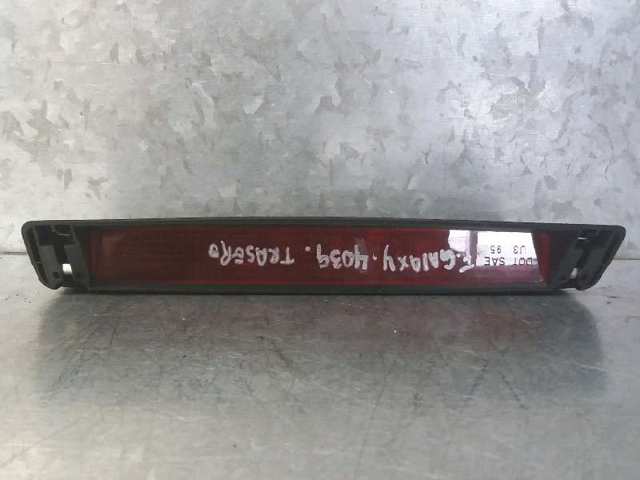 F.GAlAXY.4039.TRASERO
DOT SAE
U3 95